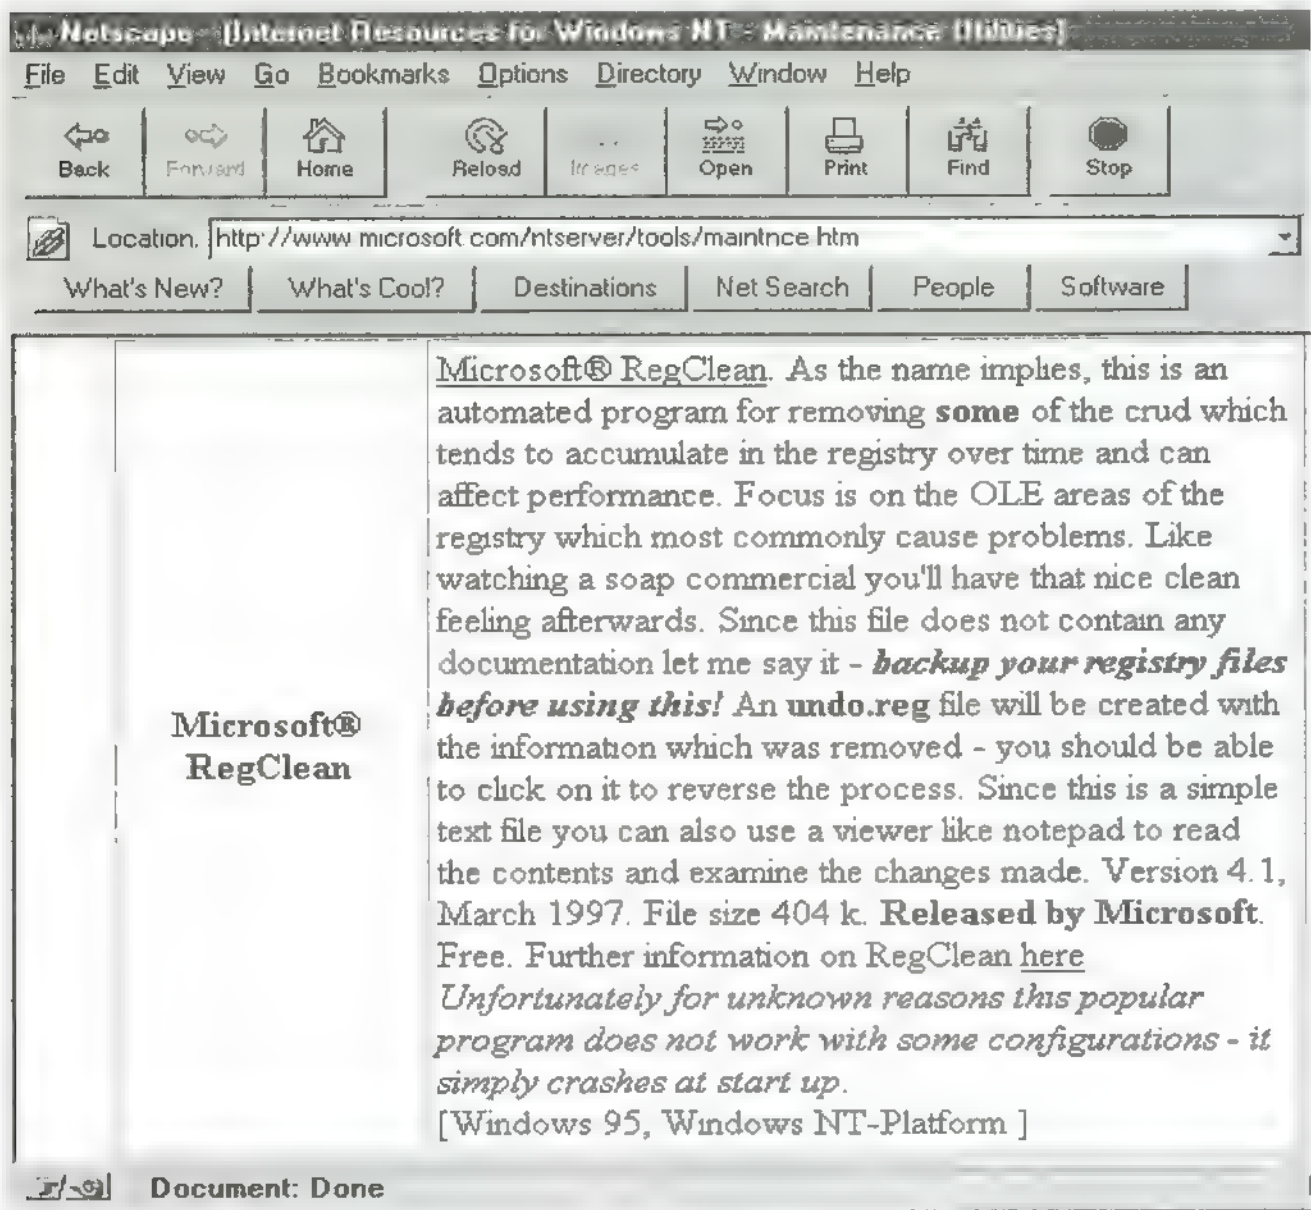 Netscape - [Internet Resources for Windows NT - Maintenance Utilities]
File Edit View Go Bookmarks Options Directory Window Help
Back Forward Home Reload Images Open Print Find Stop
Location: http://www.microsoft.com/ntserver/tools/maintnce.htm
What's New? What's Cool? Destinations Net Search People Software
Microsoft® RegClean. As the name implies, this is an
automated program for removing some of the crud which
tends to accumulate in the registry over time and can
affect performance. Focus is on the OLE areas of the
registry which most commonly cause problems. Like
watching a soap commercial you'll have that nice clean
feeling afterwards. Since this file does not contain any
documentation let me say it - backup your registry files
before using this! An undo.reg file will be created with
Microsoft®
the information which was removed - you should be able
RegClean
to click on it to reverse the process. Since this is a simple
text file you can also use a viewer like notepad to read
the contents and examine the changes made. Version 4.1,
March 1997. File size 404 k. Released by Microsoft.
Free. Further information on RegClean here
Unfortunately for unknown reasons this popular
program does not work with some configurations - it
simply crashes at start up.
[Windows 95, Windows NT-Platform ]
Document: Done